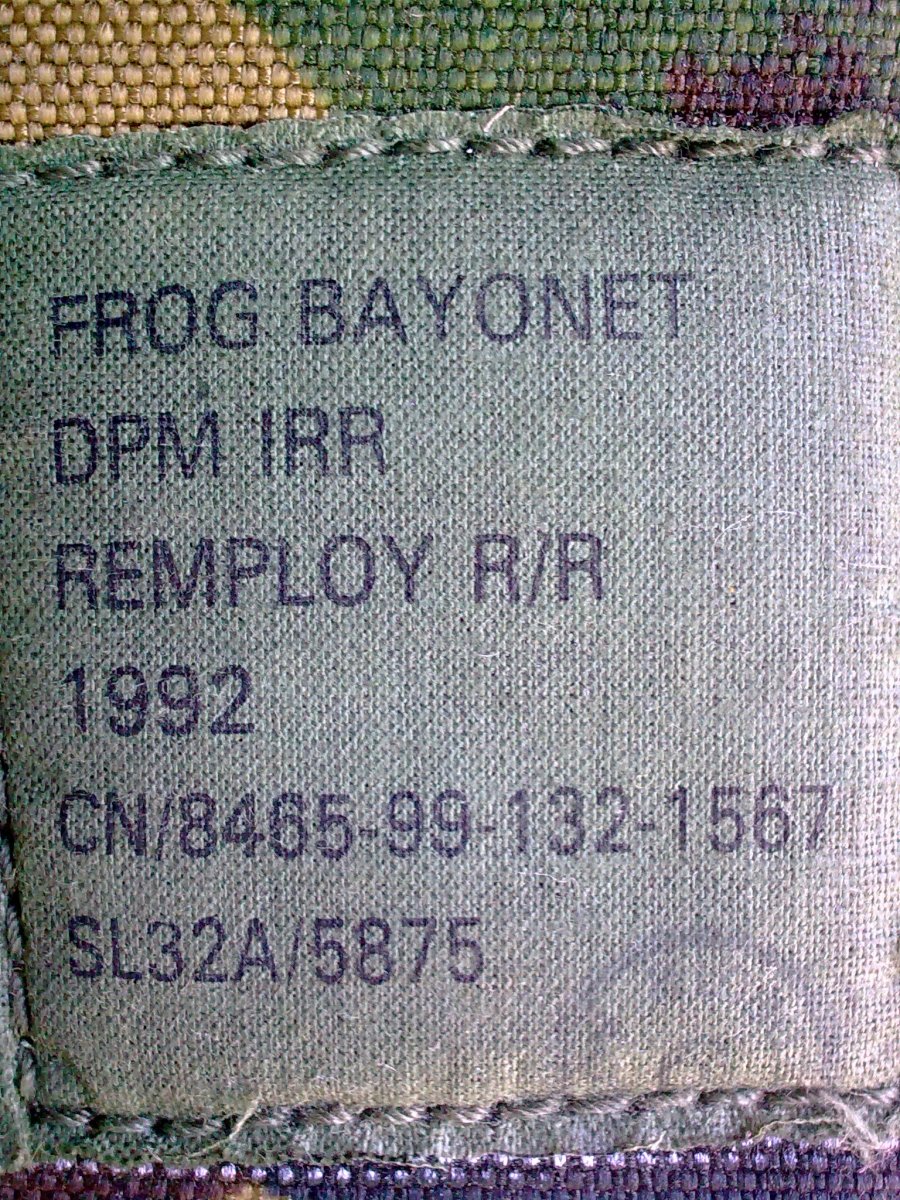 FROG BAYONET
DPM IRR
REMPLOY R/R
1992
CN/8465-99-132-1567
SL32A/5875